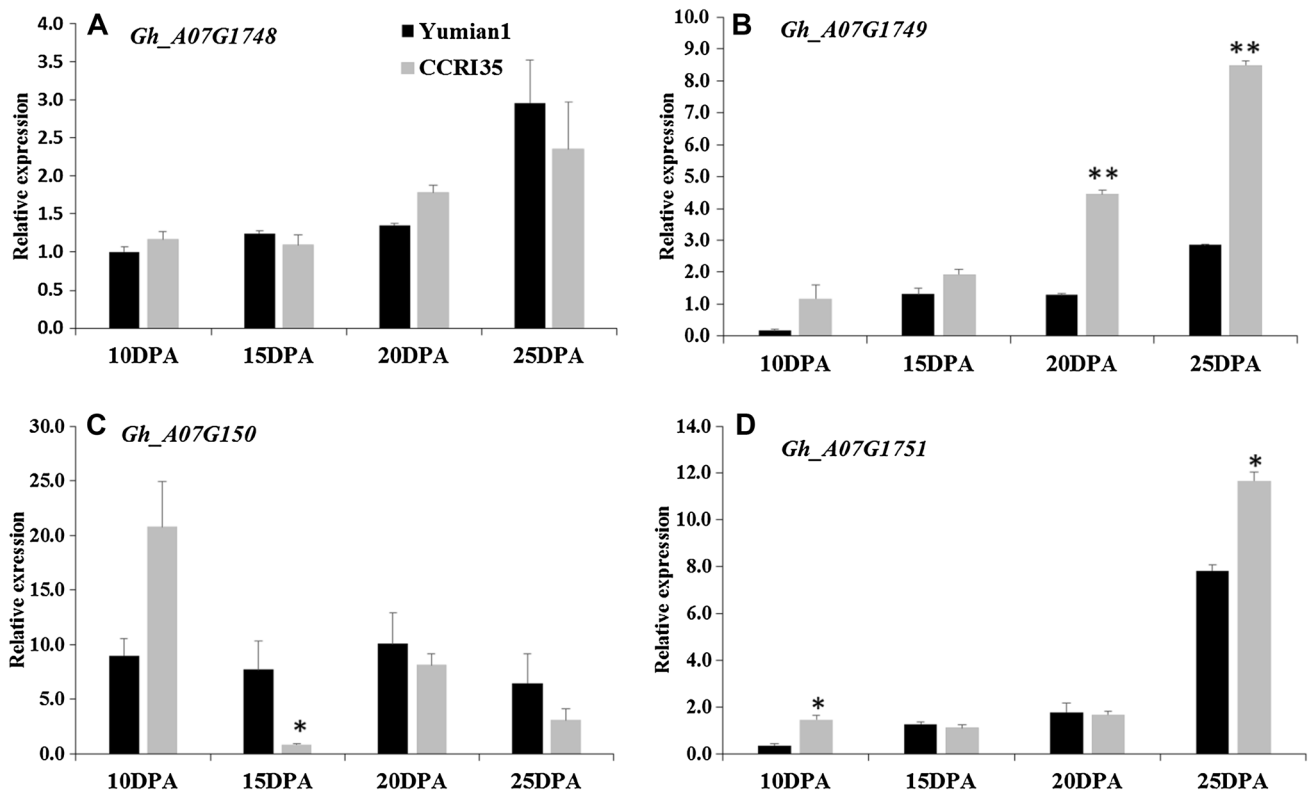 A
Gh_A07G1748
Yumian1
CCRI35
Relative expression
4.0
3.5
3.0
2.5
2.0
1.5
1.0
0.5
0.0
10DPA 15DPA 20DPA 25DPA
B
Gh_A07G1749
Relative expression
10.0
9.0
8.0
7.0
6.0
5.0
4.0
3.0
2.0
1.0
0.0
**
**
10DPA 15DPA 20DPA 25DPA
C
Gh_A07G150
Relative exression
30.0
25.0
20.0
15.0
10.0
5.0
0.0
*
10DPA 15DPA 20DPA 25DPA
D
Gh_A07G1751
Relative expression
14.0
12.0
10.0
8.0
6.0
4.0
2.0
0.0
*
*
10DPA 15DPA 20DPA 25DPA